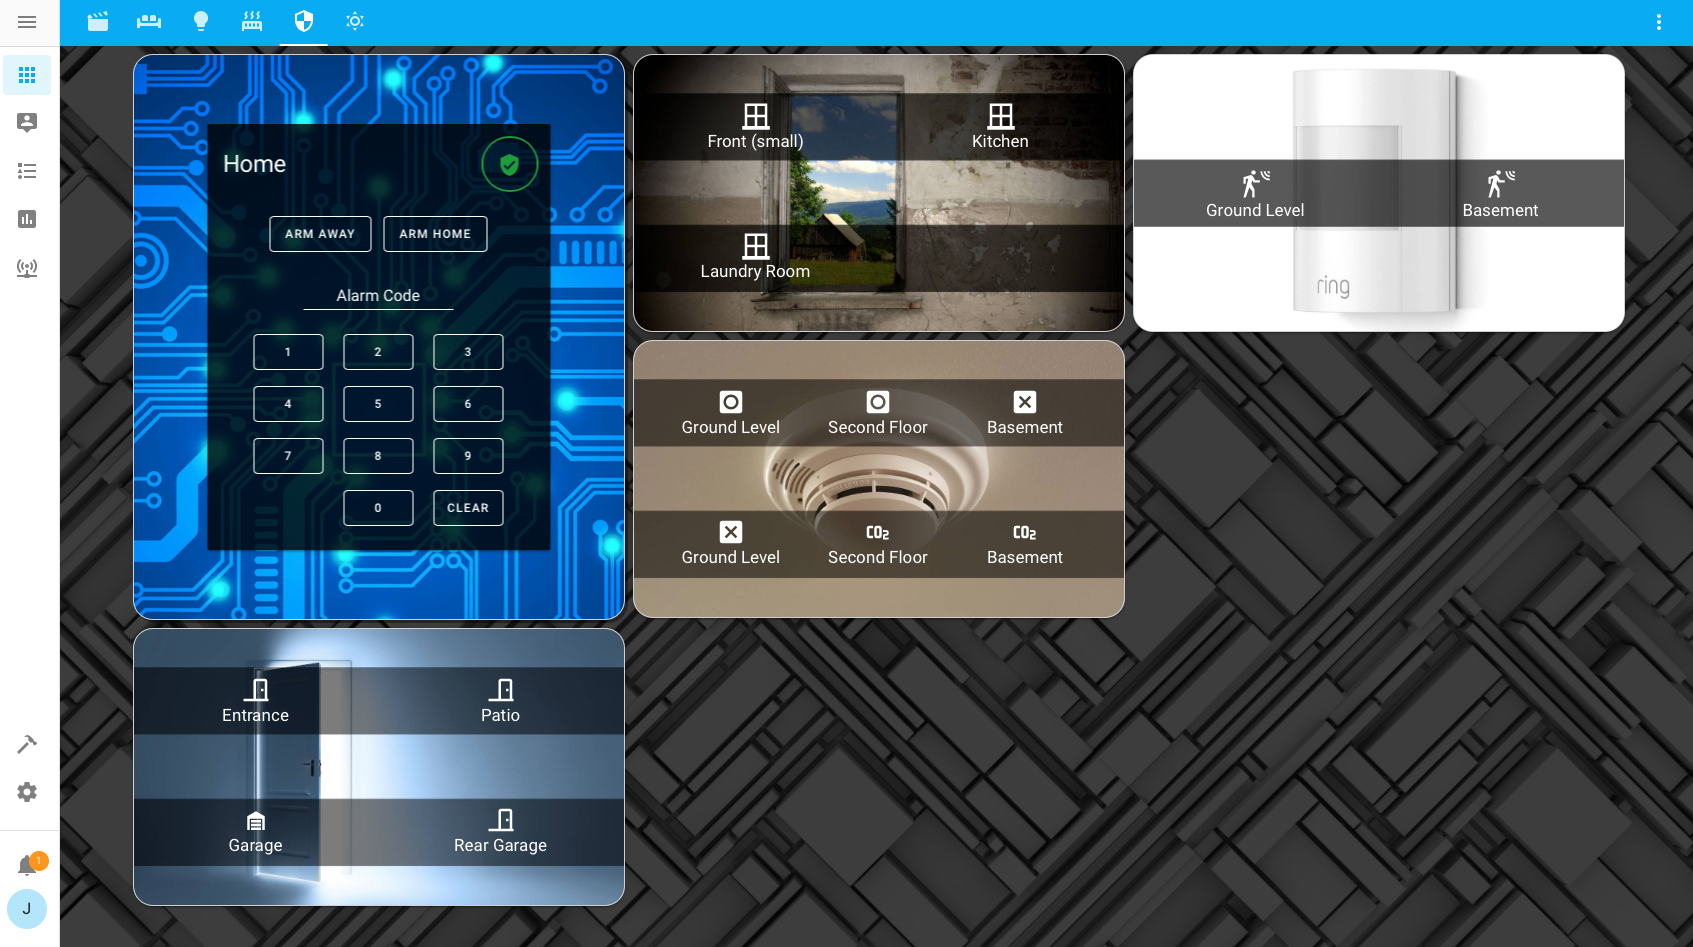 Home
ARM AWAY
ARM HOME
Alarm Code
1
2
3
4
5
6
7
8
9
0
CLEAR
Front (small)
Kitchen
Laundry Room
Ground Level
Basement
ring
Ground Level
Second Floor
Basement
CO₂
CO₂
Ground Level
Second Floor
Basement
Entrance
Patio
Garage
Rear Garage
1
J